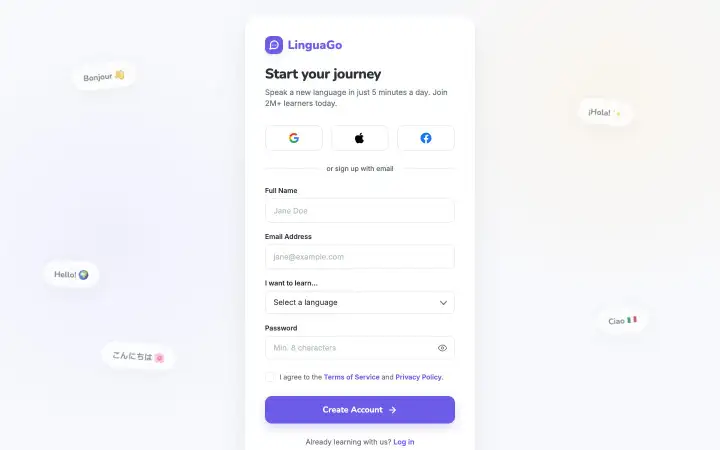 LinguaGo
Start your journey
Speak a new language in just 5 minutes a day. Join
2M+ learners today.
or sign up with email
Full Name
Jane Doe
Email Address
jane@example.com
I want to learn...
Select a language
Password
Min. 8 characters
I agree to the Terms of Service and Privacy Policy.
Create Account →
Already learning with us? Log in
Bonjour 👋
Hello! 🌍
こんにちは 🌸
¡Hola! ✨
Ciao 🇮🇹